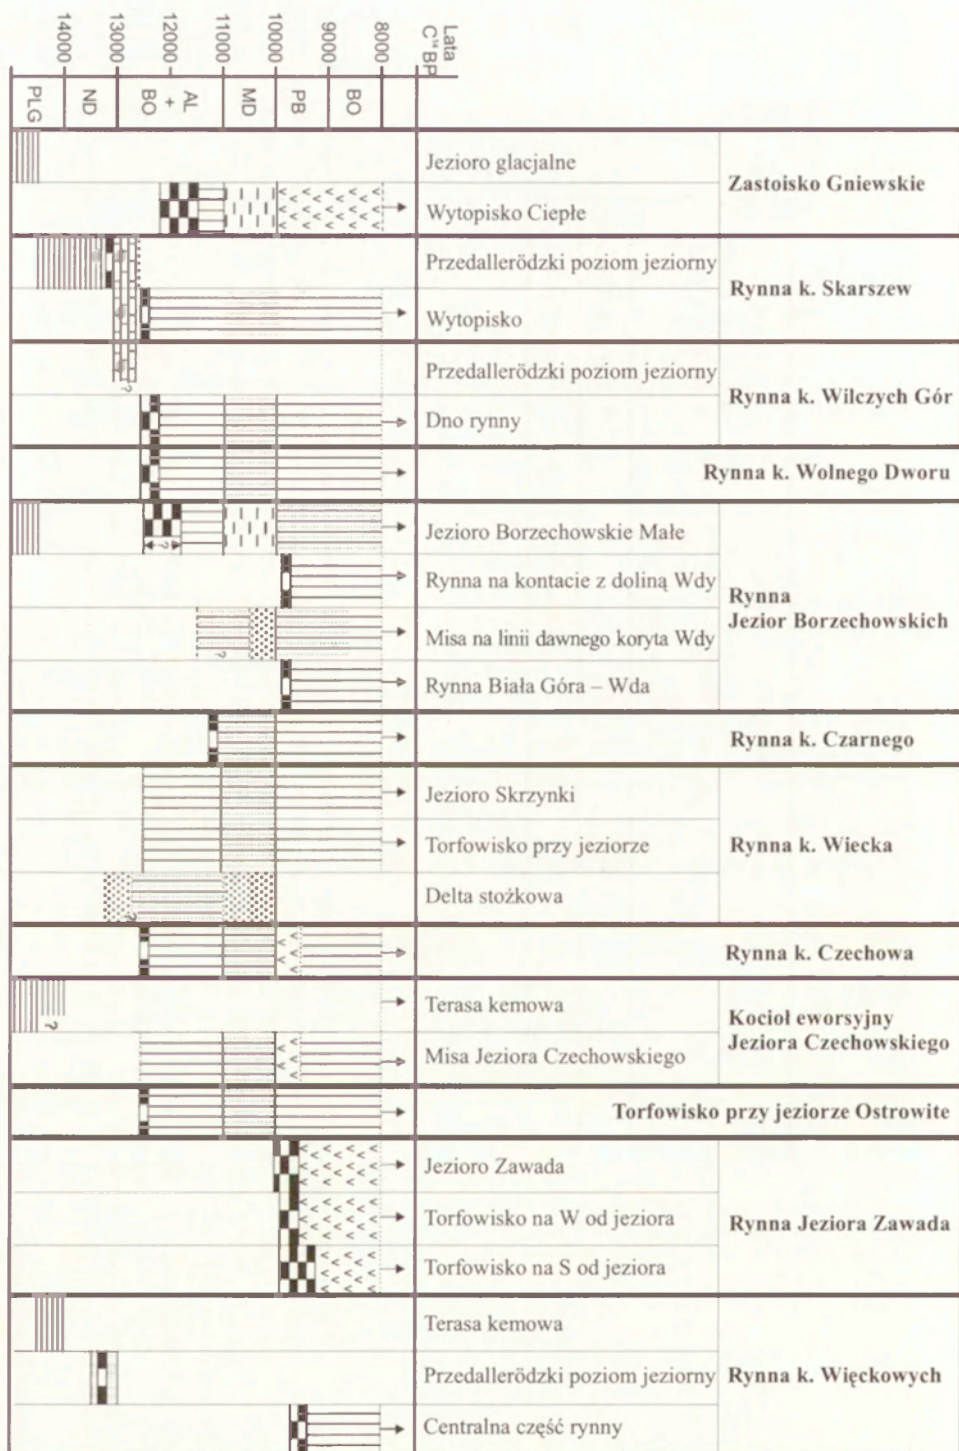 Lata
C¹⁴BP
14000
13000
12000
11000
10000
9000
8000
PLG
ND
BO
+
AL
MD
PB
BO
Jezioro glacjalne
Wytopisko Ciepłe
Zastoisko Gniewskie
Przedallerödzki poziom jeziorny
Wytopisko
Rynna k. Skarszew
Przedallerödzki poziom jeziorny
?
Dno rynny
Rynna k. Wilczych Gór
Rynna k. Wolnego Dworu
Jezioro Borzechowskie Małe
?
Rynna na kontacie z doliną Wdy
Misa na linii dawnego koryta Wdy
?
Rynna Biała Góra – Wda
Rynna
Jezior Borzechowskich
Rynna k. Czarnego
Jezioro Skrzynki
Torfowisko przy jeziorze
Delta stożkowa
?
Rynna k. Wiecka
Rynna k. Czechowa
Terasa kemowa
?
Misa Jeziora Czechowskiego
Kocioł eworsyjny
Jeziora Czechowskiego
Torfowisko przy jeziorze Ostrowite
Jezioro Zawada
Torfowisko na W od jeziora
Torfowisko na S od jeziora
Rynna Jeziora Zawada
Terasa kemowa
Przedallerödzki poziom jeziorny
Centralna część rynny
Rynna k. Więckowych